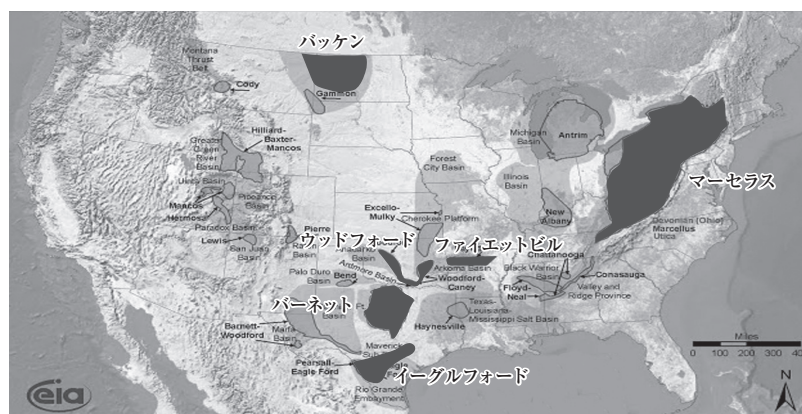 バッケン
Montana
Thrust
Belt
Cody
Gammon
Hilliard-
Baxter-
Mancos
Greater
Green
River
Basin
Michigan
Basin
Antrim
Forest
City Basin
Illinois
Basin
マーセラス
Mancos
Piceance
Basin
Hermosa
Paradox Basin
Lewis
San Juan
Basin
Excello-
Mulky
Cherokee Platform
New
Albany
Devonian (Ohio)
Marcellus
Utica
Pierre
ウッドフォード
ファイエットビル
Chattanooga
Palo Duro
Basin
Bend
Ardmore Basin
Arkoma Basin
Woodford-
Caney
Black Warrior
Basin
Floyd-
Neal
Conasauga
Valley and
Ridge Province
バーネット
Basin
Texas-
Louisiana-
Mississippi Salt Basin
Haynesville
Barnett-
Woodford
Marfa
Basin
Maverick
Pearsall-
Eagle Ford
イーグルフォード
Rio Grande
Embayment
Miles
0 100 200 300 400
eia
N